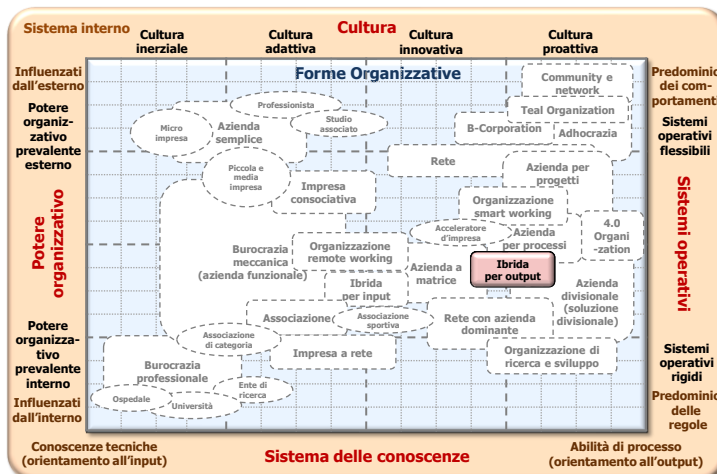 Sistema interno
Cultura
Cultura
inerziale
Cultura
adattiva
Cultura
innovativa
Cultura
proattiva
Influenzati
dall'esterno
Forme Organizzative
Community e
network
Predominio
dei com-
portamenti
Potere
organiz-
zativo
prevalente
esterno
Professionista
Teal Organization
Micro
impresa
Azienda
semplice
Studio
associato
B-Corporation
Adhocrazia
Sistemi
operativi
flessibili
Piccola e
media
impresa
Rete
Azienda per
progetti
Impresa
consociativa
Organizzazione
smart working
Potere
organizzativo
Sistemi operativi
Burocrazia
meccanica
(azienda funzionale)
Organizzazione
remote working
Acceleratore
d'impresa
Azienda
per processi
4.0
Organi
-zation
Azienda a
matrice
Ibrida
per output
Ibrida
per input
Azienda
divisionale
(soluzione
divisionale)
Associazione
Associazione
sportiva
Rete con azienda
dominante
Potere
organizza-
tivo
prevalente
interno
Associazione
di categoria
Impresa a rete
Organizzazione di
ricerca e sviluppo
Sistemi
operativi
rigidi
Burocrazia
professionale
Ente di
ricerca
Ospedale
Università
Influenzati
dall'interno
Predominio
delle
regole
Conoscenze tecniche
(orientamento all'input)
Sistema delle conoscenze
Abilità di processo
(orientamento all'output)